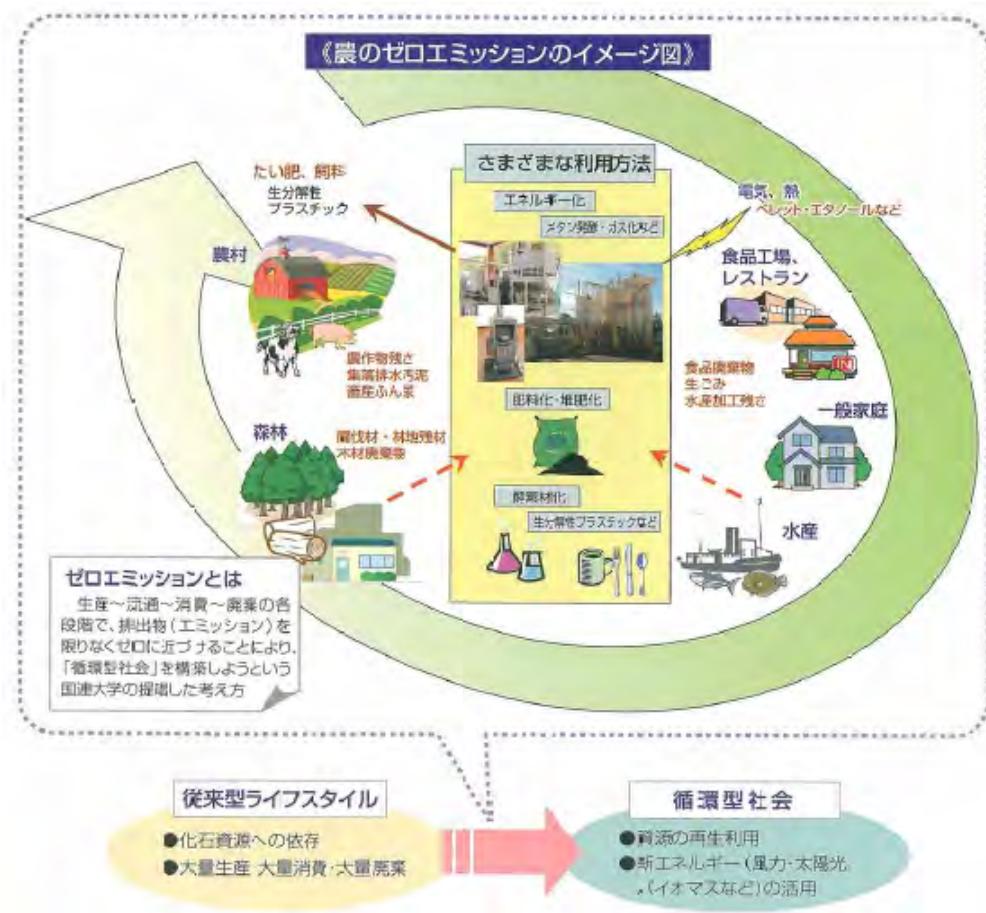 《農のゼロエミッションのイメージ図》
さまざまな利用方法
エネルギー化
メタン発酵・ガス化など
肥料化・堆肥化
生分解性プラスチックなど
たい肥、飼料
生分解性
プラスチック
農村
農作物残さ
集落排水汚泥
畜産ふん尿
森林
間伐材・林地残材
木材廃棄物
電気、熱
ペレット・エタノールなど
食品工場、
レストラン
IN
食品廃棄物
生ごみ
水産加工残さ
一般家庭
水産
ゼロエミッションとは
生産～流通～消費～廃棄の各
段階で、排出物（エミッション）を
限りなくゼロに近づけることにより、
「循環型社会」を構築しようという
国連大学の提唱した考え方
従来型ライフスタイル
●化石資源への依存
●大量生産 大量消費・大量廃棄
循環型社会
●資源の再生利用
●新エネルギー（風力・太陽光
バイオマスなど）の活用